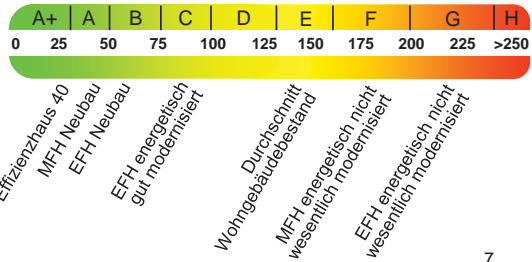 A+ A B C D E F G H
0 25 50 75 100 125 150 175 200 225 >250
Effizienzhaus 40
MFH Neubau
EFH Neubau
EFH energetisch
gut modernisiert
Durchschnitt
Wohngebäudebestand
MFH energetisch nicht
wesentlich modernisiert
EFH energetisch nicht
wesentlich modernisiert
7